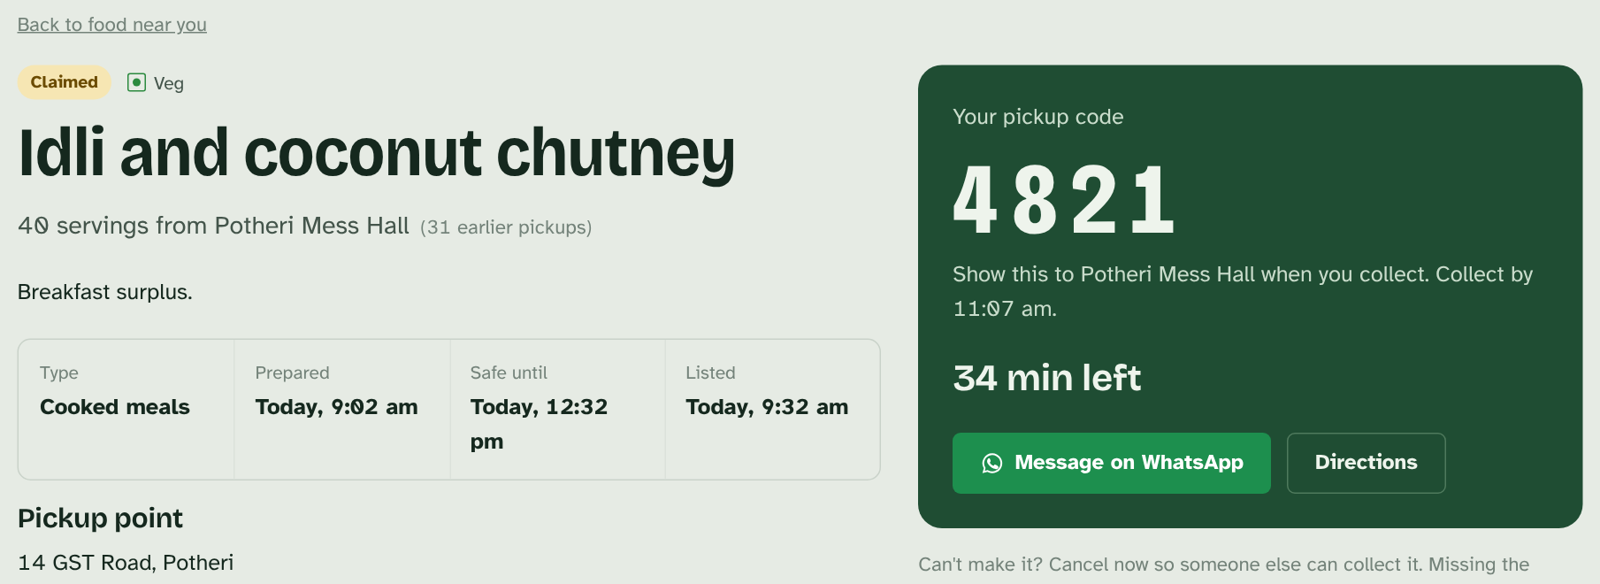 Back to food near you
Claimed
Veg
Idli and coconut chutney
40 servings from Potheri Mess Hall (31 earlier pickups)
Breakfast surplus.
Type
Cooked meals
Prepared
Today, 9:02 am
Safe until
Today, 12:32
pm
Listed
Today, 9:32 am
Pickup point
14 GST Road, Potheri
Your pickup code
4821
Show this to Potheri Mess Hall when you collect. Collect by
11:07 am.
34 min left
Message on WhatsApp
Directions
Can't make it? Cancel now so someone else can collect it. Missing the